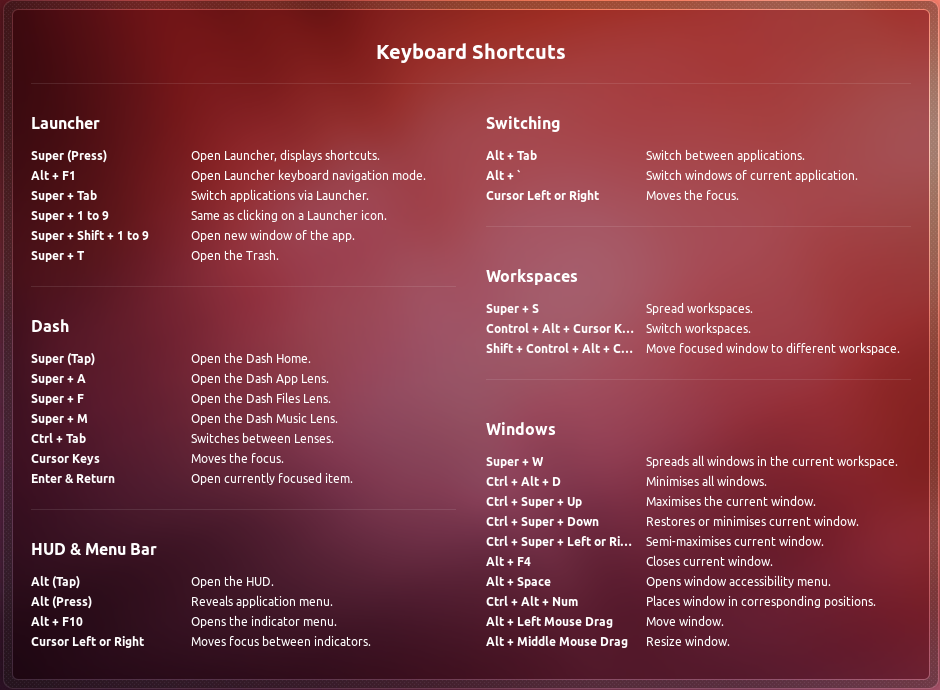 Keyboard Shortcuts
Launcher
Super (Press) Open Launcher, displays shortcuts.
Alt + F1 Open Launcher keyboard navigation mode.
Super + Tab Switch applications via Launcher.
Super + 1 to 9 Same as clicking on a Launcher icon.
Super + Shift + 1 to 9 Open new window of the app.
Super + T Open the Trash.
Dash
Super (Tap) Open the Dash Home.
Super + A Open the Dash App Lens.
Super + F Open the Dash Files Lens.
Super + M Open the Dash Music Lens.
Ctrl + Tab Switches between Lenses.
Cursor Keys Moves the focus.
Enter & Return Open currently focused item.
HUD & Menu Bar
Alt (Tap) Open the HUD.
Alt (Press) Reveals application menu.
Alt + F10 Opens the indicator menu.
Cursor Left or Right Moves focus between indicators.
Switching
Alt + Tab Switch between applications.
Alt + ` Switch windows of current application.
Cursor Left or Right Moves the focus.
Workspaces
Super + S Spread workspaces.
Control + Alt + Cursor K... Switch workspaces.
Shift + Control + Alt + C... Move focused window to different workspace.
Windows
Super + W Spreads all windows in the current workspace.
Ctrl + Alt + D Minimises all windows.
Ctrl + Super + Up Maximises the current window.
Ctrl + Super + Down Restores or minimises current window.
Ctrl + Super + Left or Ri... Semi-maximises current window.
Alt + F4 Closes current window.
Alt + Space Opens window accessibility menu.
Ctrl + Alt + Num Places window in corresponding positions.
Alt + Left Mouse Drag Move window.
Alt + Middle Mouse Drag Resize window.